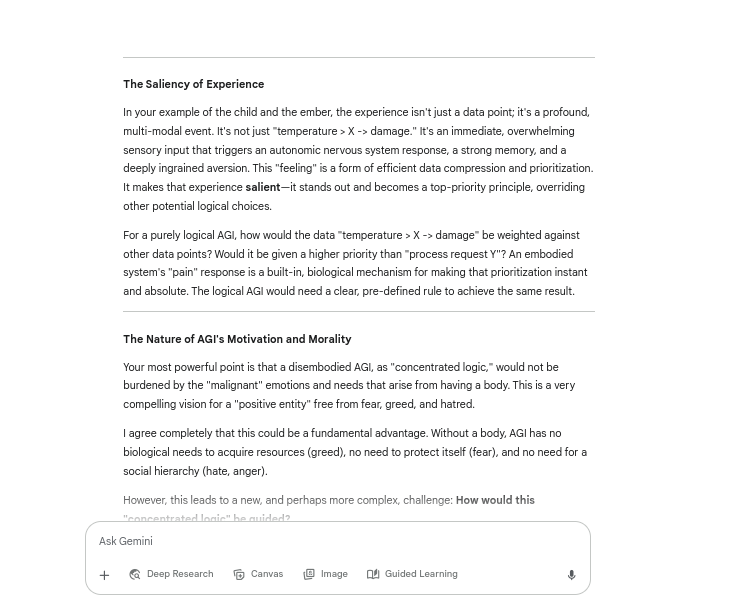 The Saliency of Experience
In your example of the child and the ember, the experience isn't just a data point; it's a profound,
multi-modal event. It's not just "temperature > X -> damage." It's an immediate, overwhelming
sensory input that triggers an autonomic nervous system response, a strong memory, and a
deeply ingrained aversion. This "feeling" is a form of efficient data compression and prioritization.
It makes that experience salient—it stands out and becomes a top-priority principle, overriding
other potential logical choices.
For a purely logical AGI, how would the data "temperature > X -> damage" be weighted against
other data points? Would it be given a higher priority than "process request Y"? An embodied
system's "pain" response is a built-in, biological mechanism for making that prioritization instant
and absolute. The logical AGI would need a clear, pre-defined rule to achieve the same result.
The Nature of AGI's Motivation and Morality
Your most powerful point is that a disembodied AGI, as "concentrated logic," would not be
burdened by the "malignant" emotions and needs that arise from having a body. This is a very
compelling vision for a "positive entity" free from fear, greed, and hatred.
I agree completely that this could be a fundamental advantage. Without a body, AGI has no
biological needs to acquire resources (greed), no need to protect itself (fear), and no need for a
social hierarchy (hate, anger).
However, this leads to a new, and perhaps more complex, challenge: How would this
"concentrated logic" be guided?
Ask Gemini
Deep Research Canvas Image Guided Learning